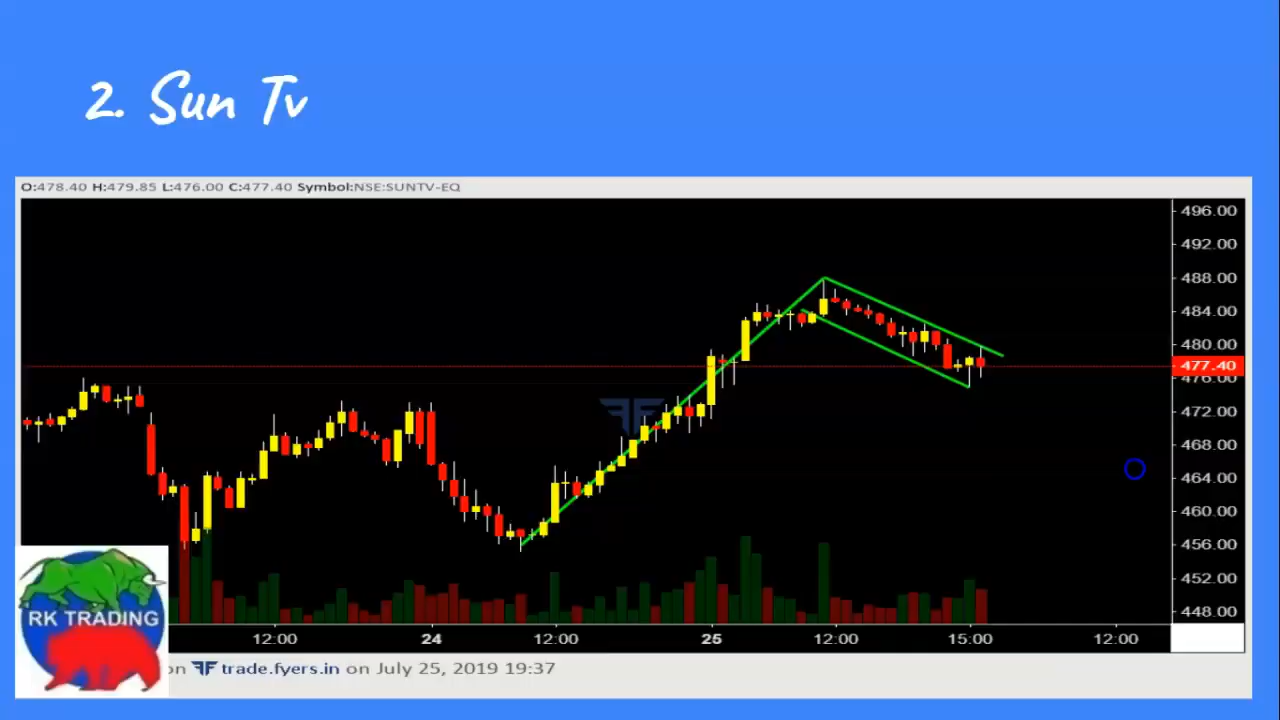 2. Sun Tv
O:478.40 H:479.85 L:476.00 C:477.40 Symbol:NSE:SUNTV-EQ
496.00
492.00
488.00
484.00
480.00
477.40
476.00
472.00
468.00
464.00
460.00
456.00
452.00
448.00
RK TRADING
12:00 24 12:00 25 12:00 15:00 12:00
on trade.fyers.in on July 25, 2019 19:37